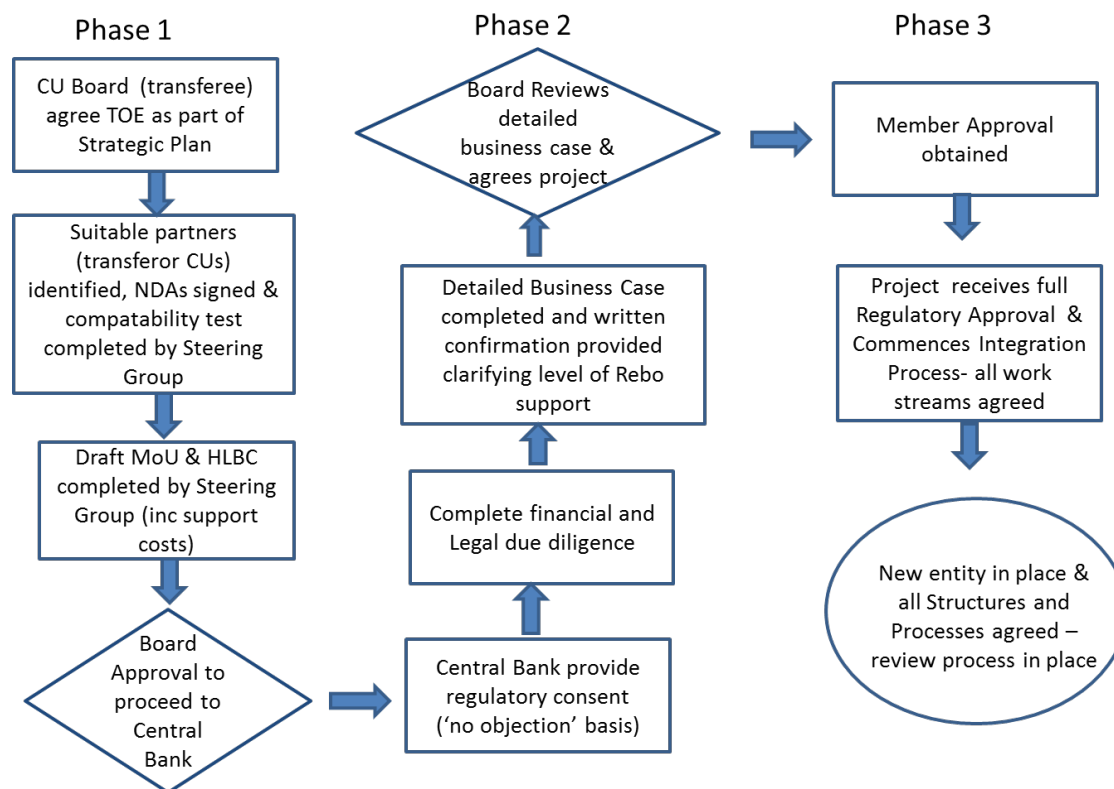 Phase 1
CU Board (transferee)
agree TOE as part of
Strategic Plan
Suitable partners
(transferor CUs)
identified, NDAs signed &
compatability test
completed by Steering
Group
Draft MoU & HLBC
completed by Steering
Group (inc support
costs)
Board
Approval to
proceed to
Central
Bank
Phase 2
Board Reviews
detailed
business case &
agrees project
Detailed Business Case
completed and written
confirmation provided
clarifying level of Rebo
support
Complete financial and
Legal due diligence
Central Bank provide
regulatory consent
(‘no objection’ basis)
Phase 3
Member Approval
obtained
Project receives full
Regulatory Approval &
Commences Integration
Process- all work
streams agreed
New entity in place &
all Structures and
Processes agreed –
review process in place